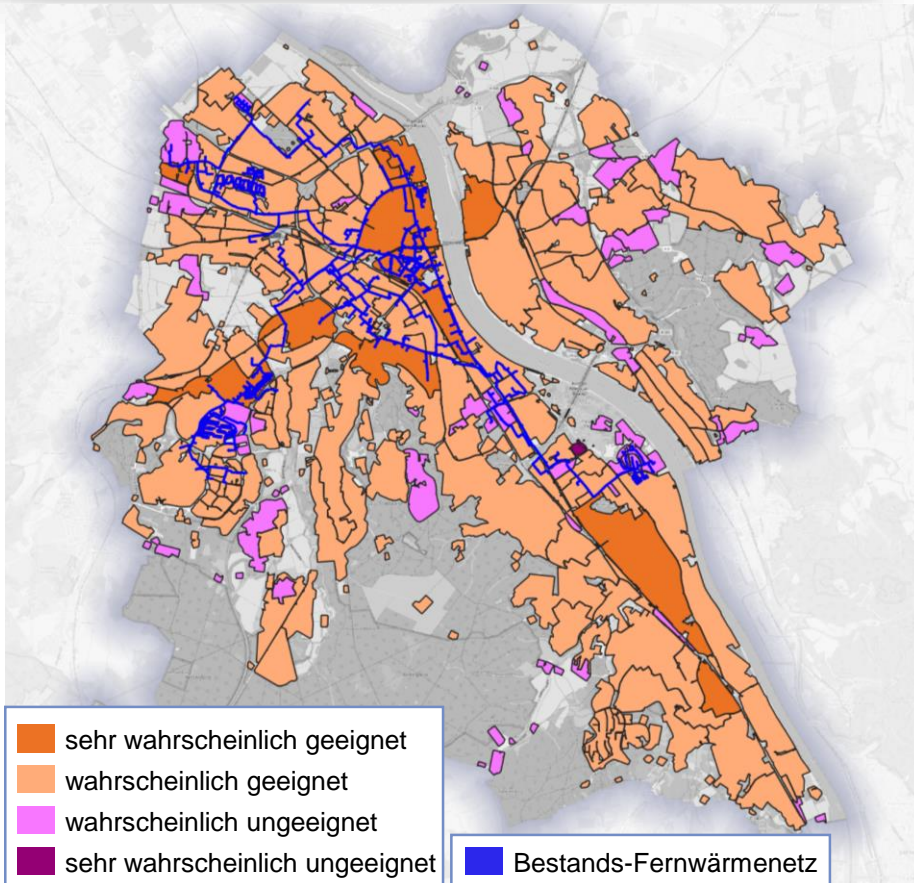 sehr wahrscheinlich geeignet
wahrscheinlich geeignet
wahrscheinlich ungeeignet
sehr wahrscheinlich ungeeignet
Bestands-Fernwärmenetz